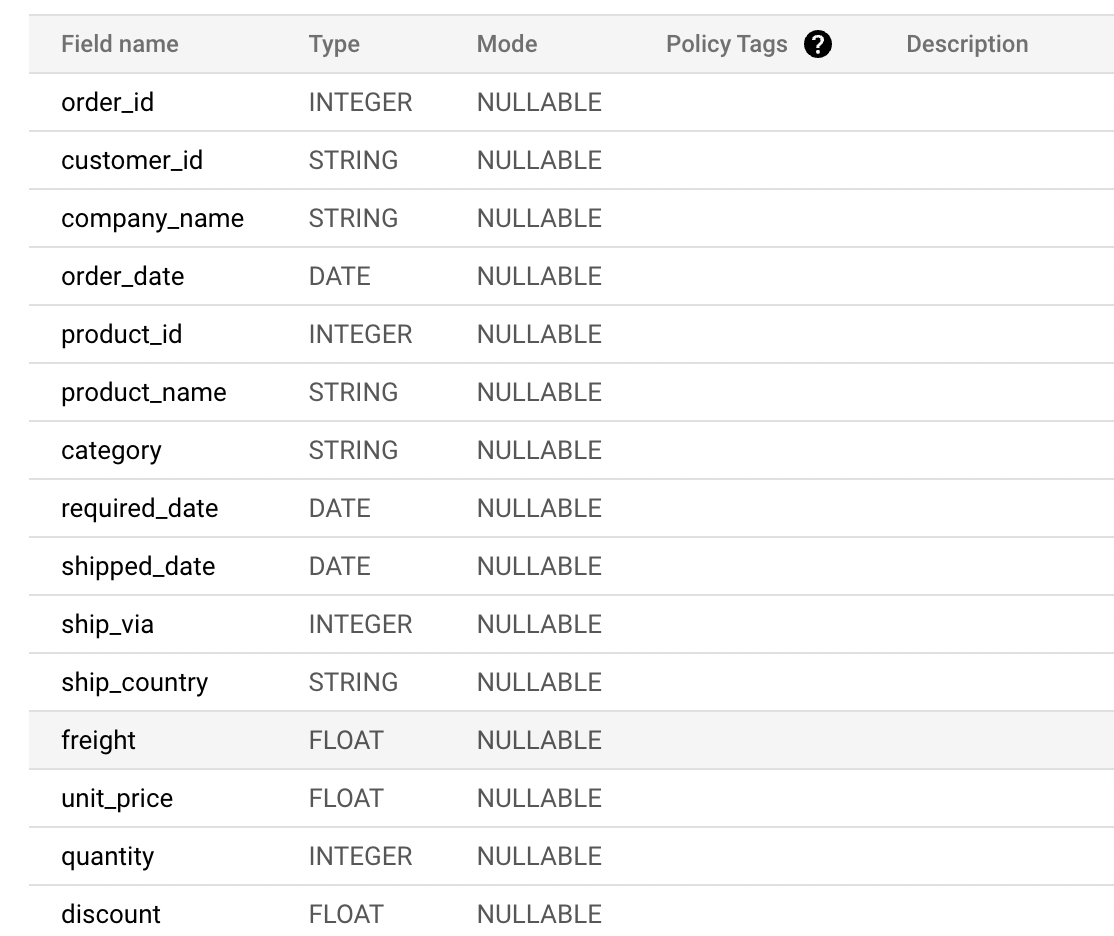 Field name Type Mode Policy Tags ? Description
order_id INTEGER NULLABLE
customer_id STRING NULLABLE
company_name STRING NULLABLE
order_date DATE NULLABLE
product_id INTEGER NULLABLE
product_name STRING NULLABLE
category STRING NULLABLE
required_date DATE NULLABLE
shipped_date DATE NULLABLE
ship_via INTEGER NULLABLE
ship_country STRING NULLABLE
freight FLOAT NULLABLE
unit_price FLOAT NULLABLE
quantity INTEGER NULLABLE
discount FLOAT NULLABLE